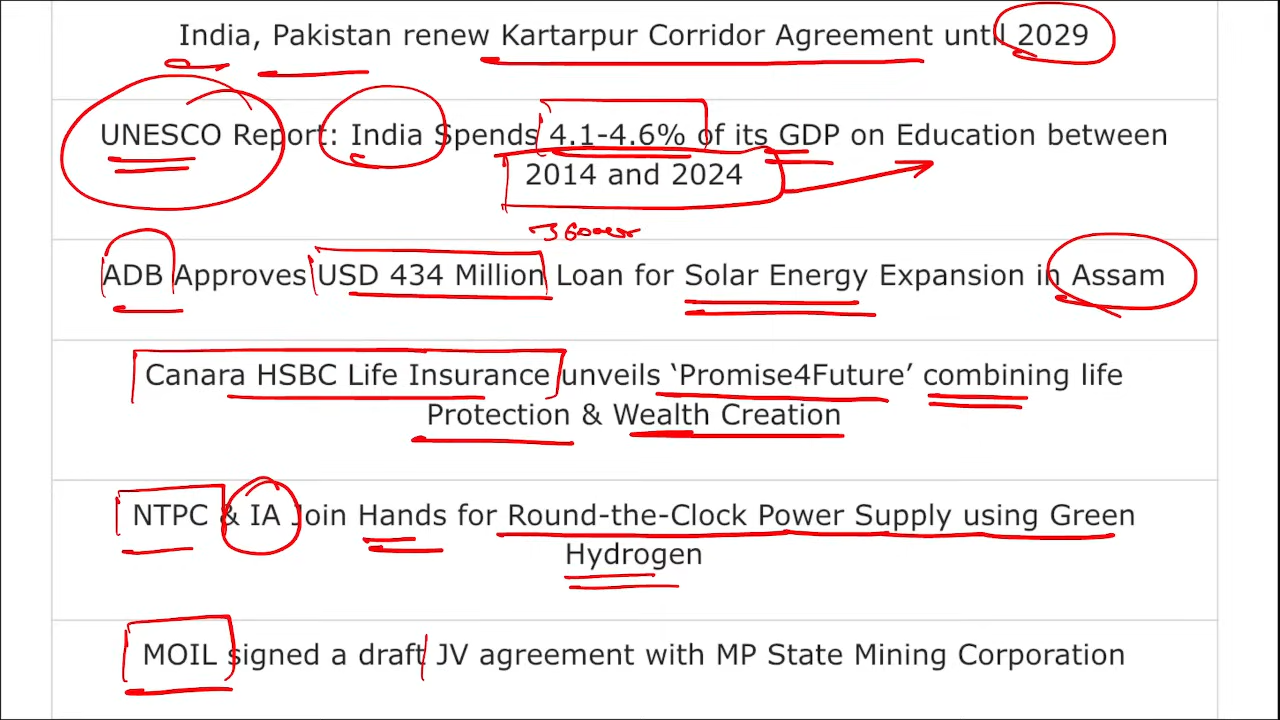 India, Pakistan renew Kartarpur Corridor Agreement until 2029
UNESCO Report: India Spends 4.1-4.6% of its GDP on Education between
2014 and 2024
ADB Approves USD 434 Million Loan for Solar Energy Expansion in Assam
Canara HSBC Life Insurance unveils ‘Promise4Future’ combining life
Protection & Wealth Creation
NTPC & IA Join Hands for Round-the-Clock Power Supply using Green
Hydrogen
MOIL signed a draft JV agreement with MP State Mining Corporation